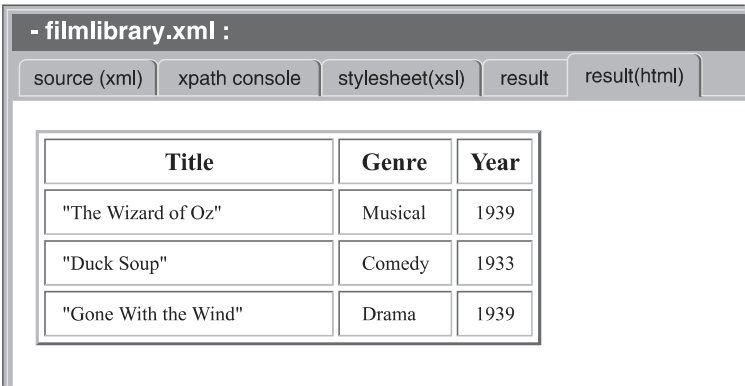 - filmlibrary.xml :
source (xml) xpath console stylesheet(xsl) result result(html)
Title Genre Year
"The Wizard of Oz" Musical 1939
"Duck Soup" Comedy 1933
"Gone With the Wind" Drama 1939